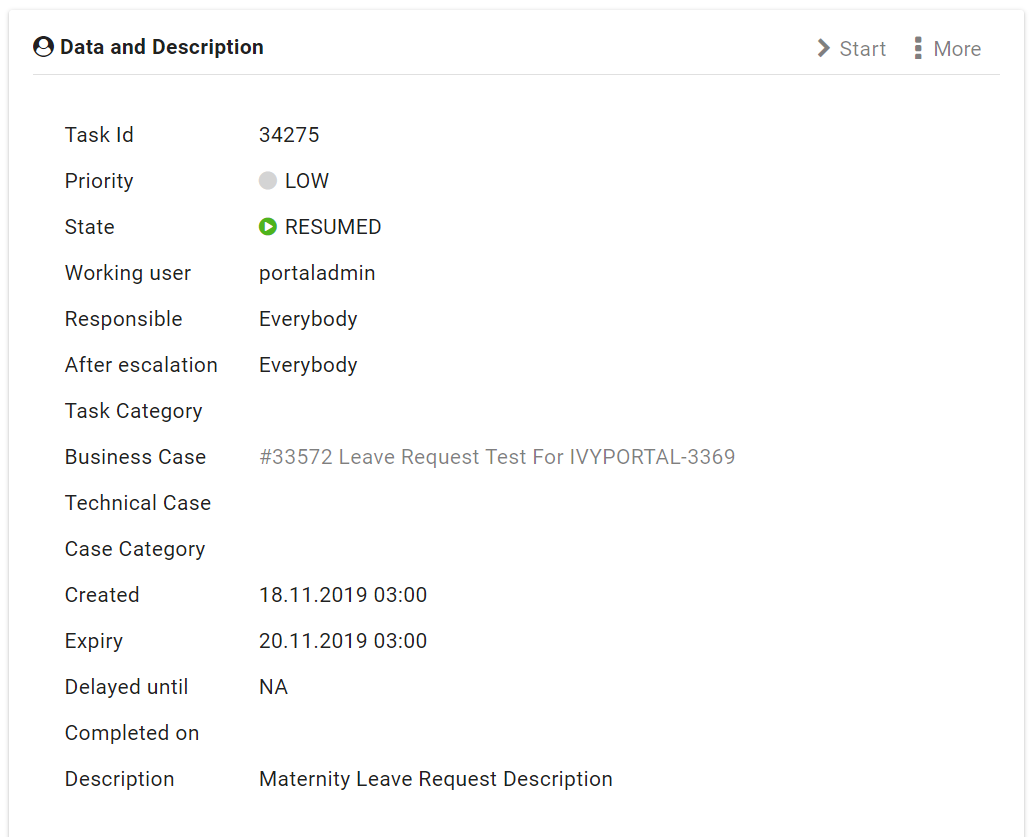 Data and Description Start More
Task Id 34275
Priority LOW
State RESUMED
Working user portaladmin
Responsible Everybody
After escalation Everybody
Task Category
Business Case #33572 Leave Request Test For IVYPORTAL-3369
Technical Case
Case Category
Created 18.11.2019 03:00
Expiry 20.11.2019 03:00
Delayed until NA
Completed on
Description Maternity Leave Request Description